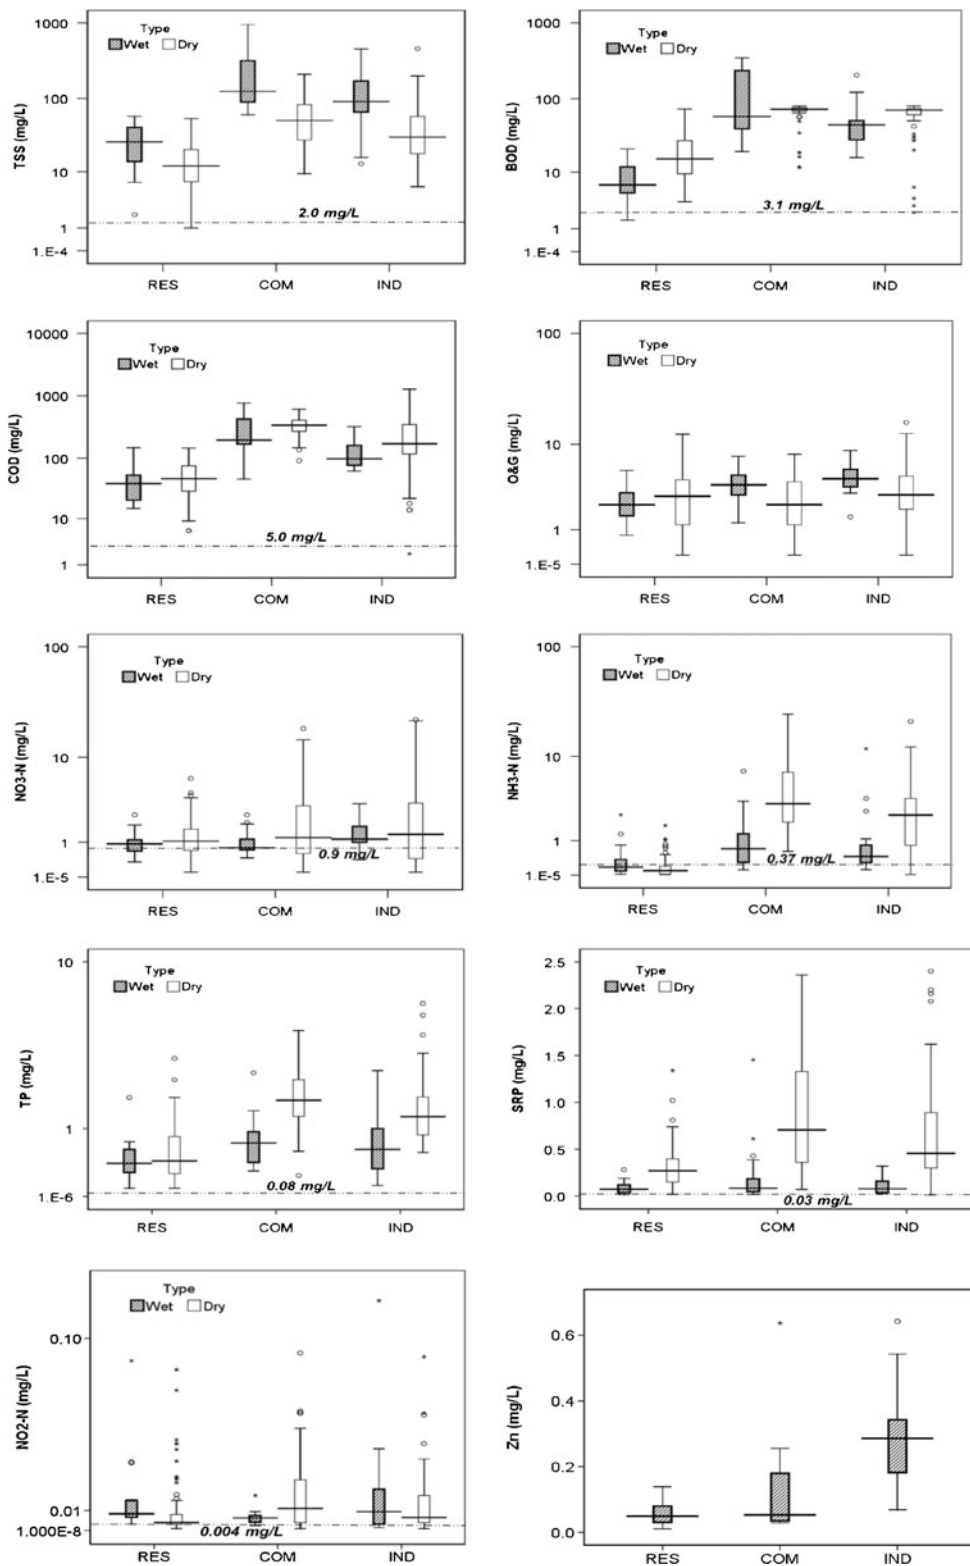 1000
Type
Wet Dry
100
TSS (mg/L)
10
2.0 mg/L
1
1.E-4
RES COM IND
1000
Type
Wet Dry
100
BOD (mg/L)
10
3.1 mg/L
1
1.E-4
RES COM IND
10000
Type
Wet Dry
1000
COD (mg/L)
100
10
5.0 mg/L
1
RES COM IND
100
Type
Wet Dry
O&G (mg/L)
10
1
1.E-5
RES COM IND
100
Type
Wet Dry
NO3-N (mg/L)
10
1
0.9 mg/L
1.E-5
RES COM IND
100
Type
Wet Dry
NH3-N (mg/L)
10
1
0.37 mg/L
1.E-5
RES COM IND
10
Type
Wet Dry
TP (mg/L)
1
0.08 mg/L
1.E-6
RES COM IND
2.5
Type
Wet Dry
2.0
1.5
SRP (mg/L)
1.0
0.5
0.0
0.03 mg/L
RES COM IND
Type
Wet Dry
0.10
NO2-N (mg/L)
0.01
1.000E-8
0.004 mg/L
RES COM IND
0.6
0.4
Zn (mg/L)
0.2
0.0
RES COM IND